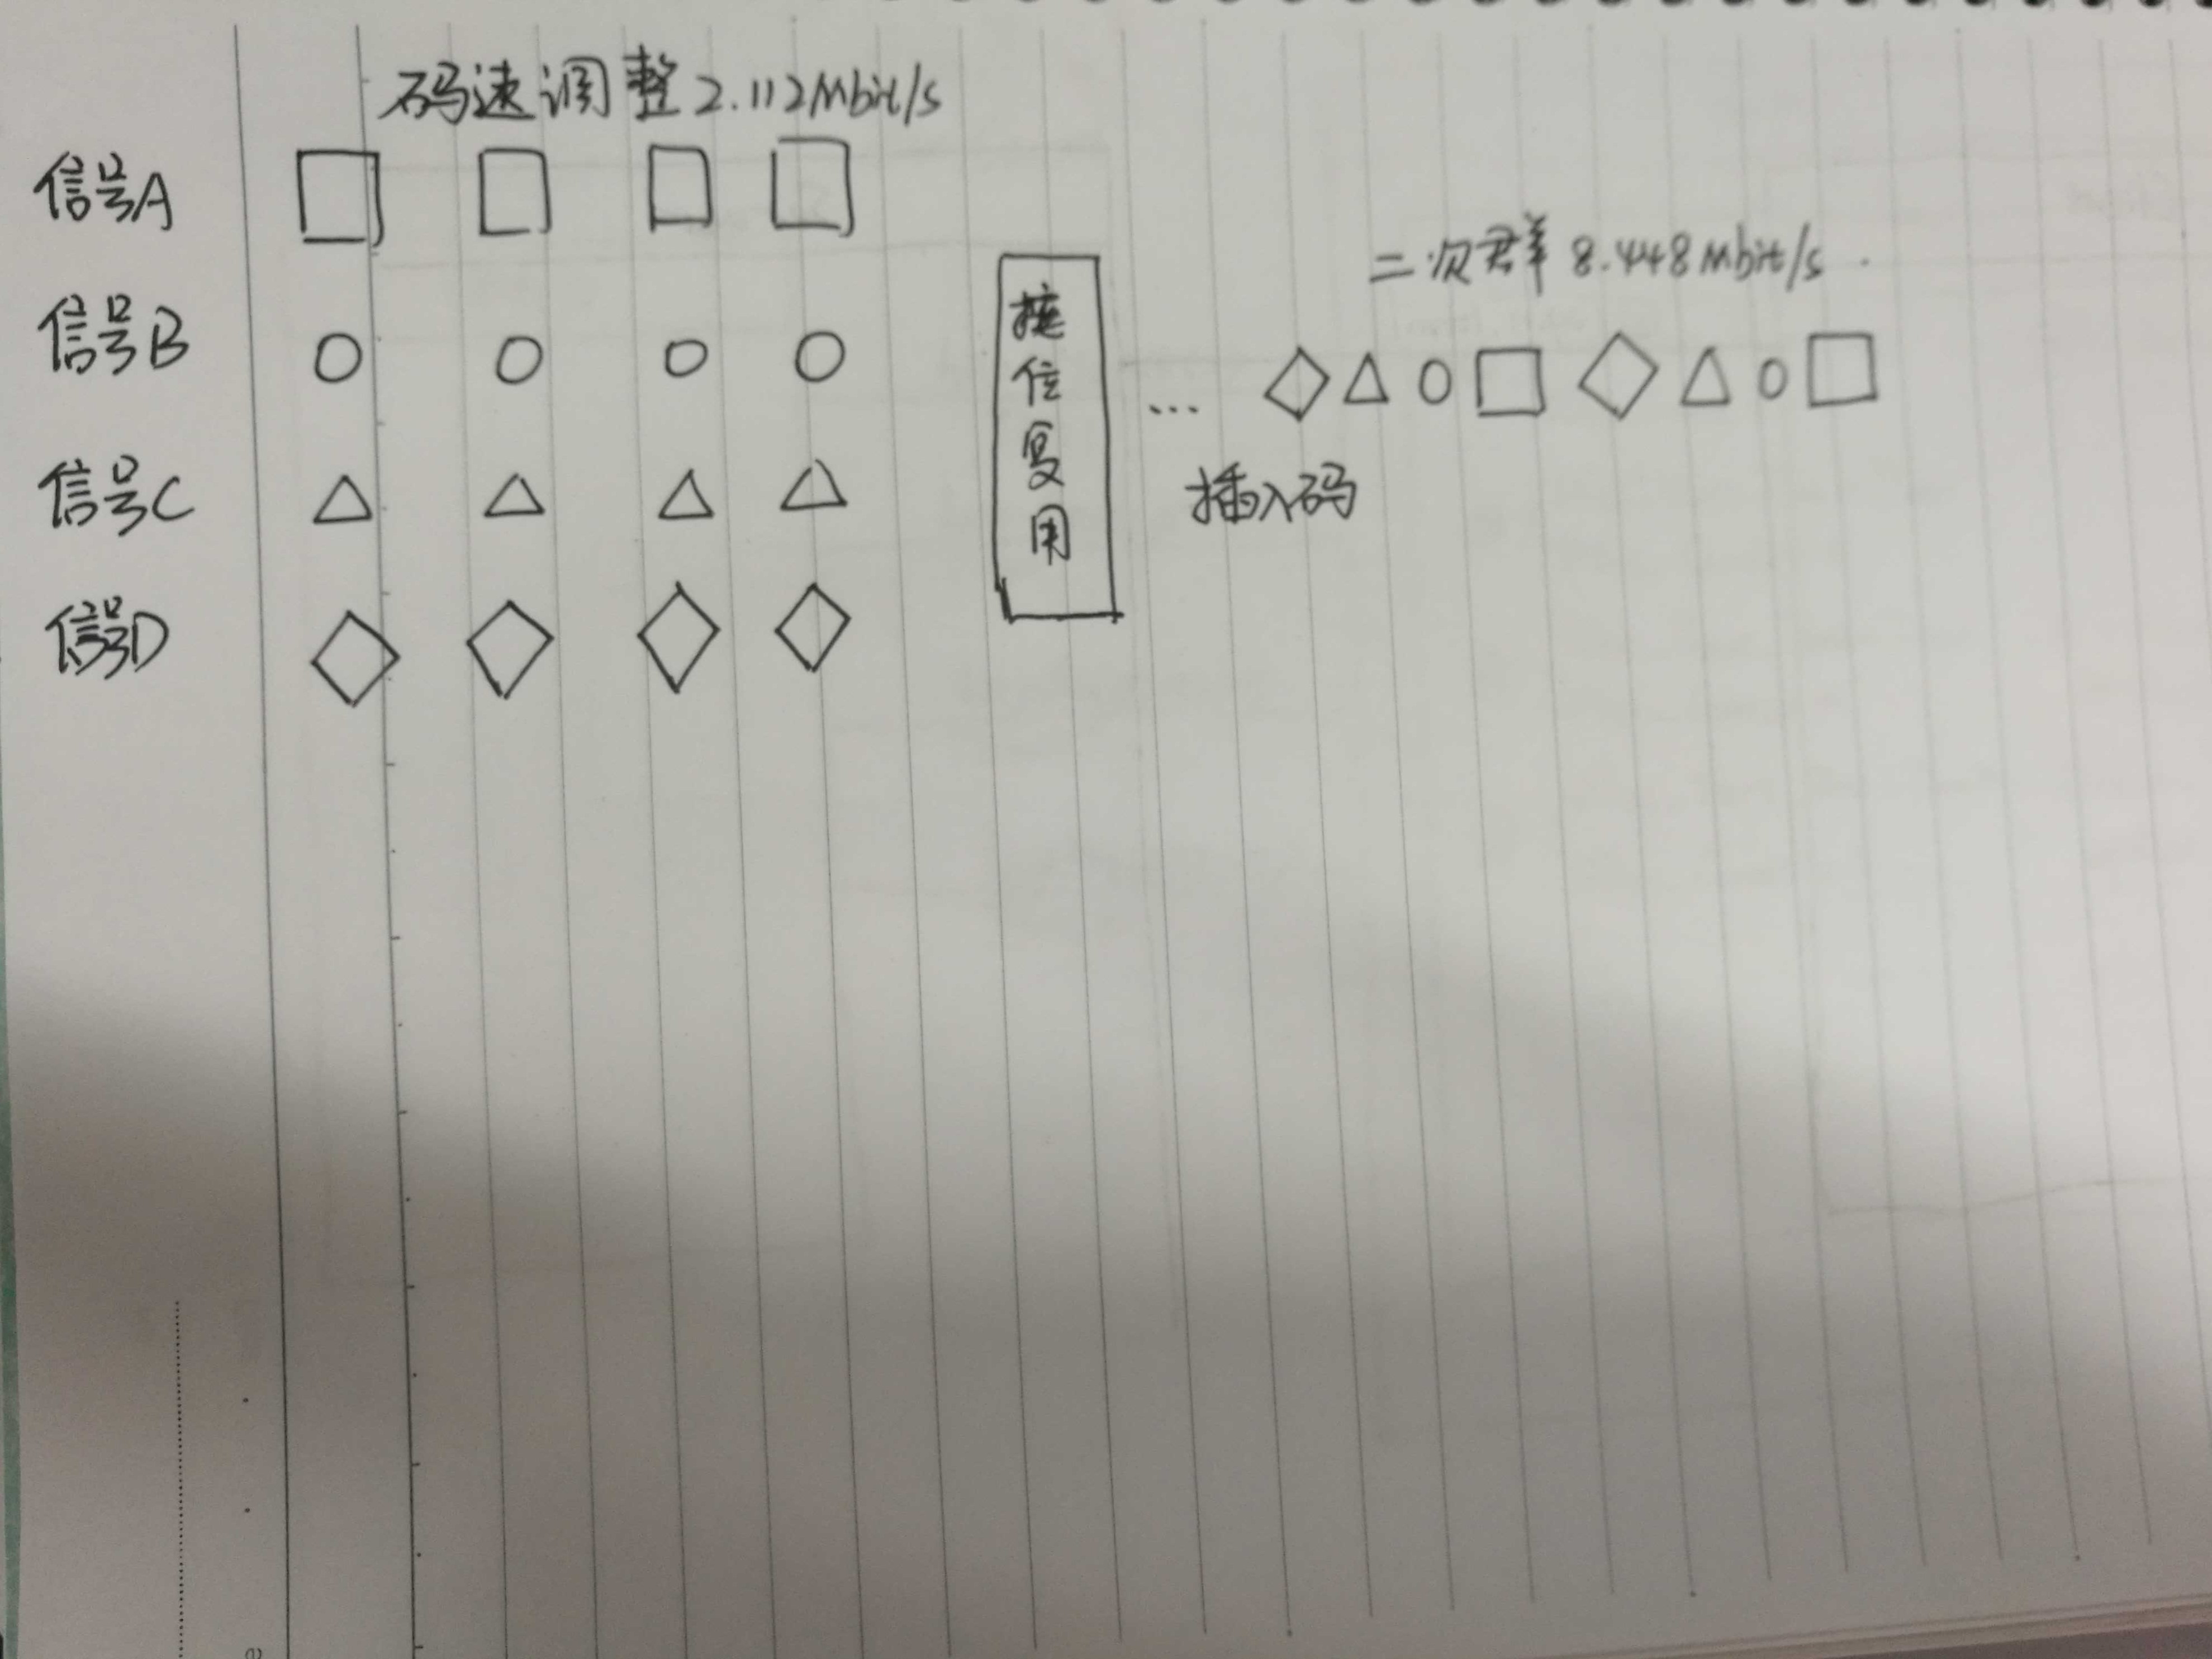 码速调整2.112Mbit/s
信号A
信号B
信号C
信号D
按位复用
二次群 8.448Mbit/s
...
插入码